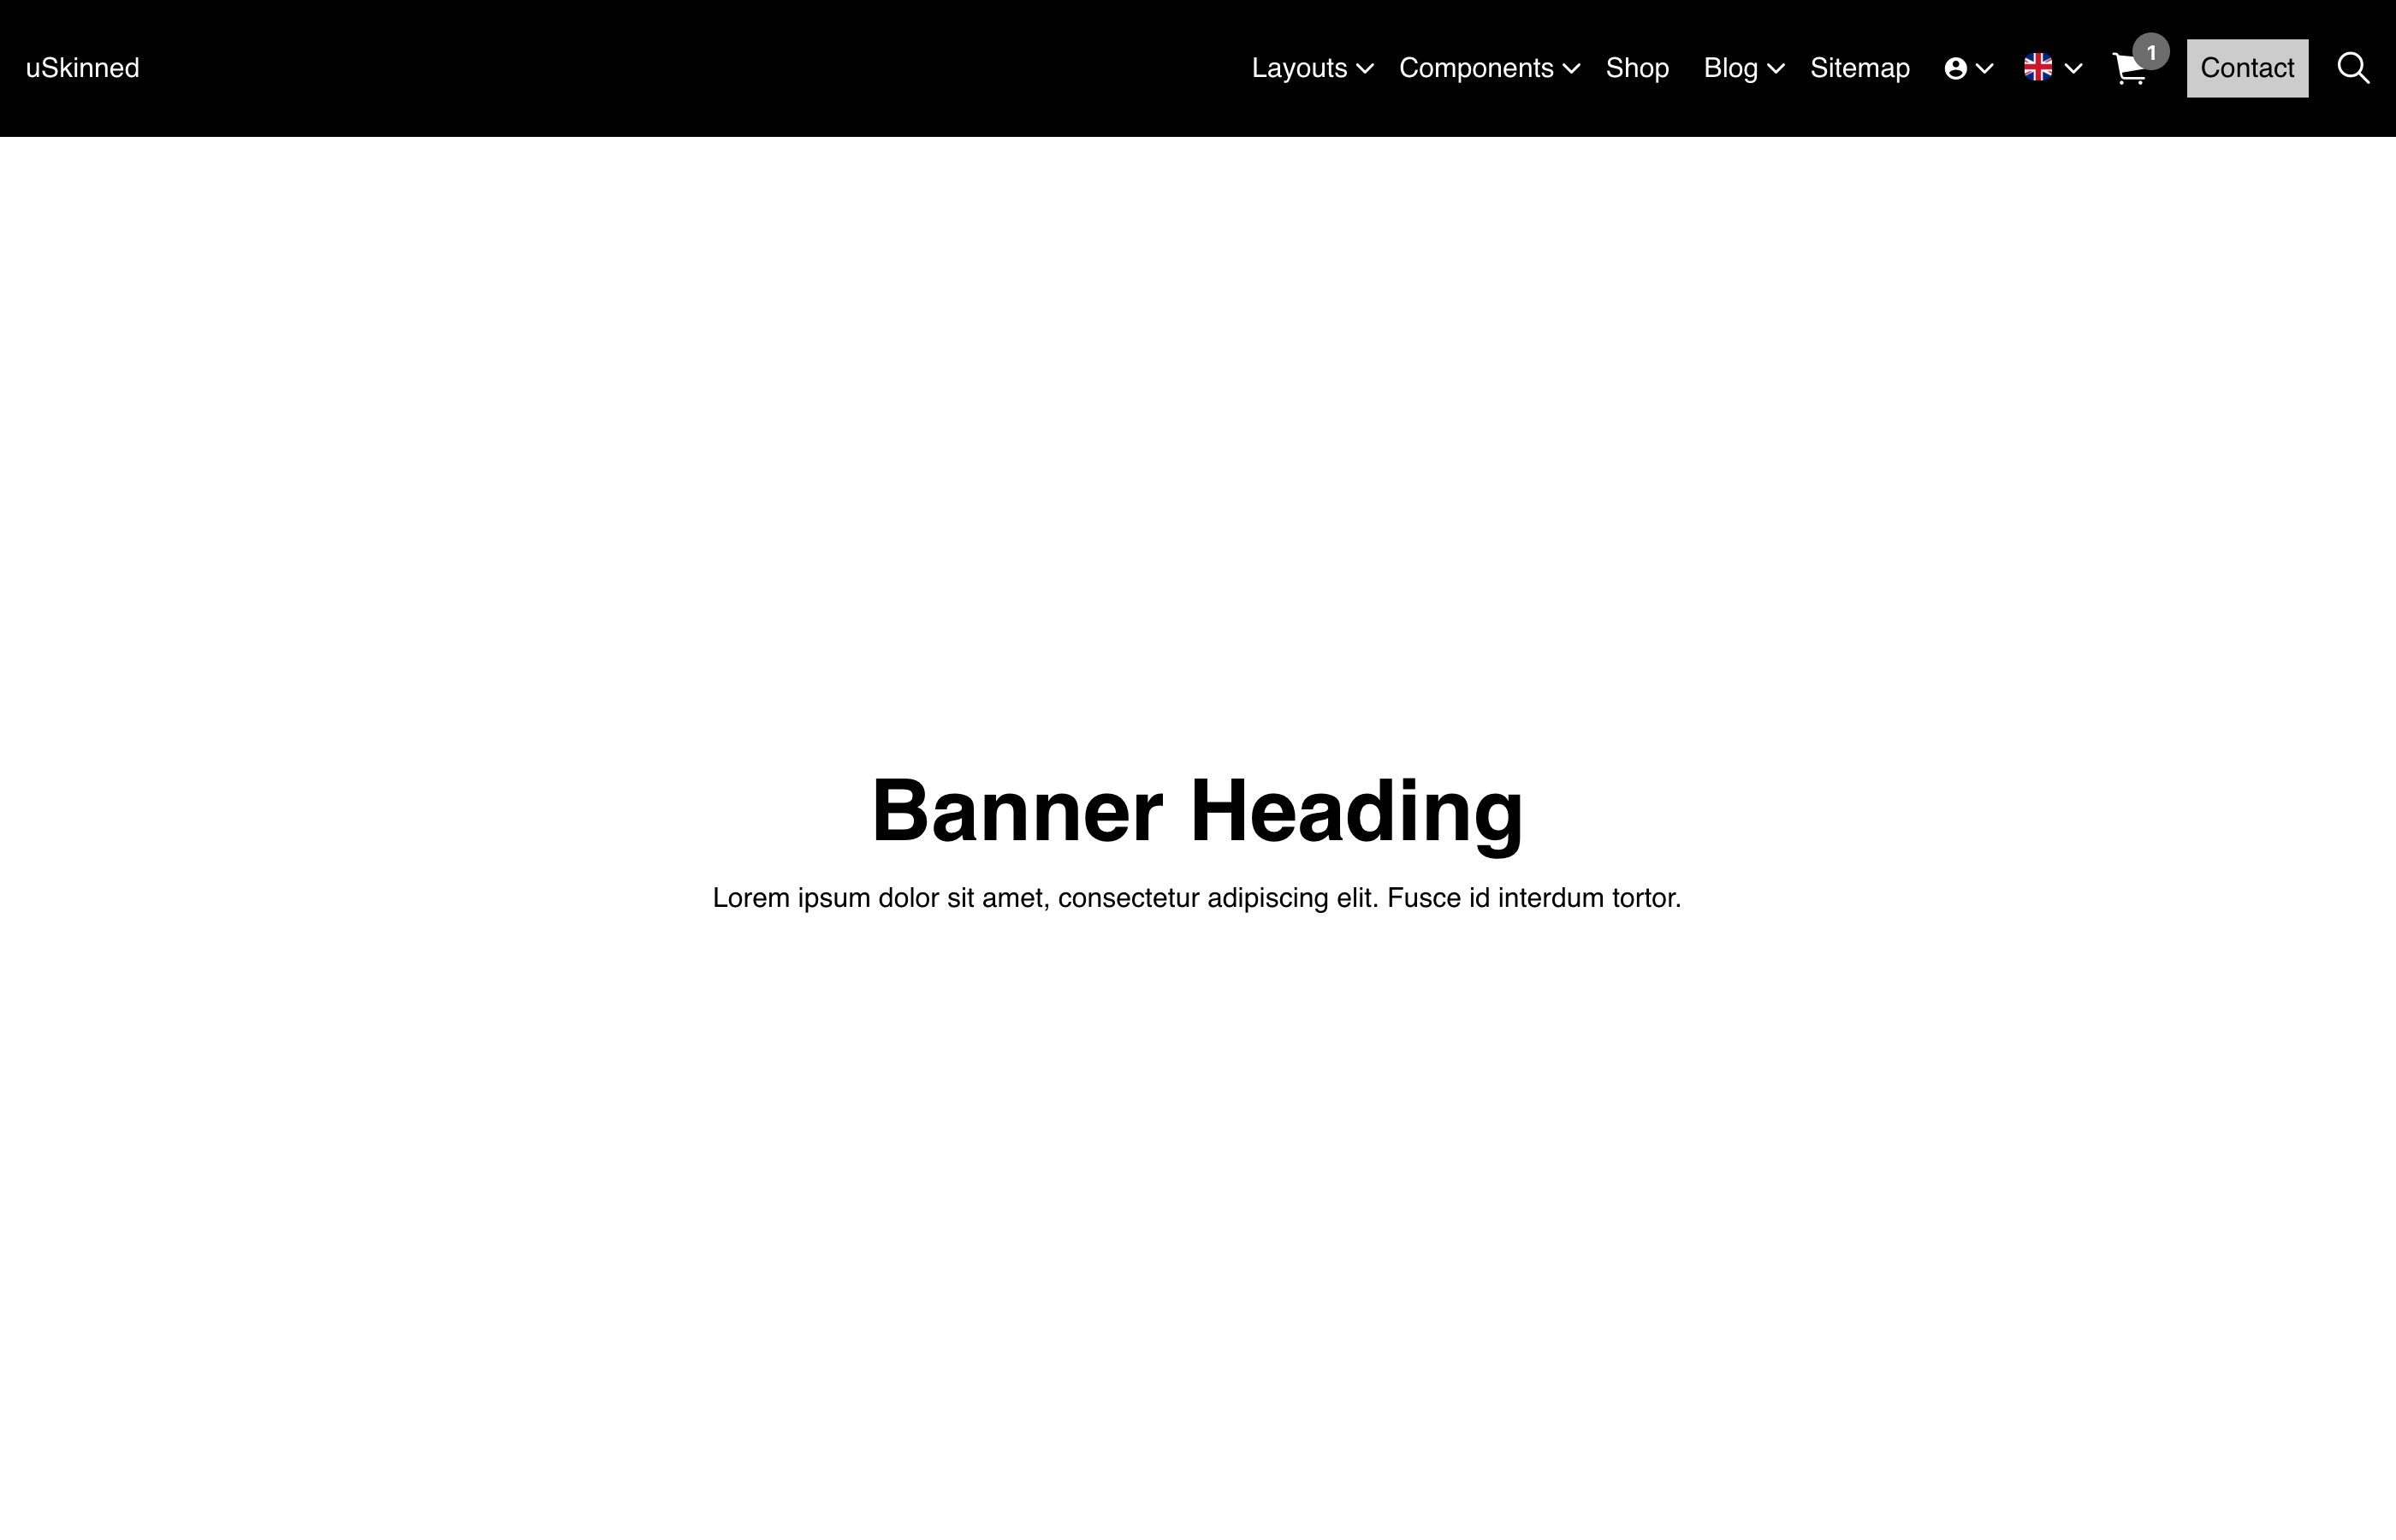 uSkinned
Layouts Components Shop Blog Sitemap 1 Contact
Banner Heading
Lorem ipsum dolor sit amet, consectetur adipiscing elit. Fusce id interdum tortor.